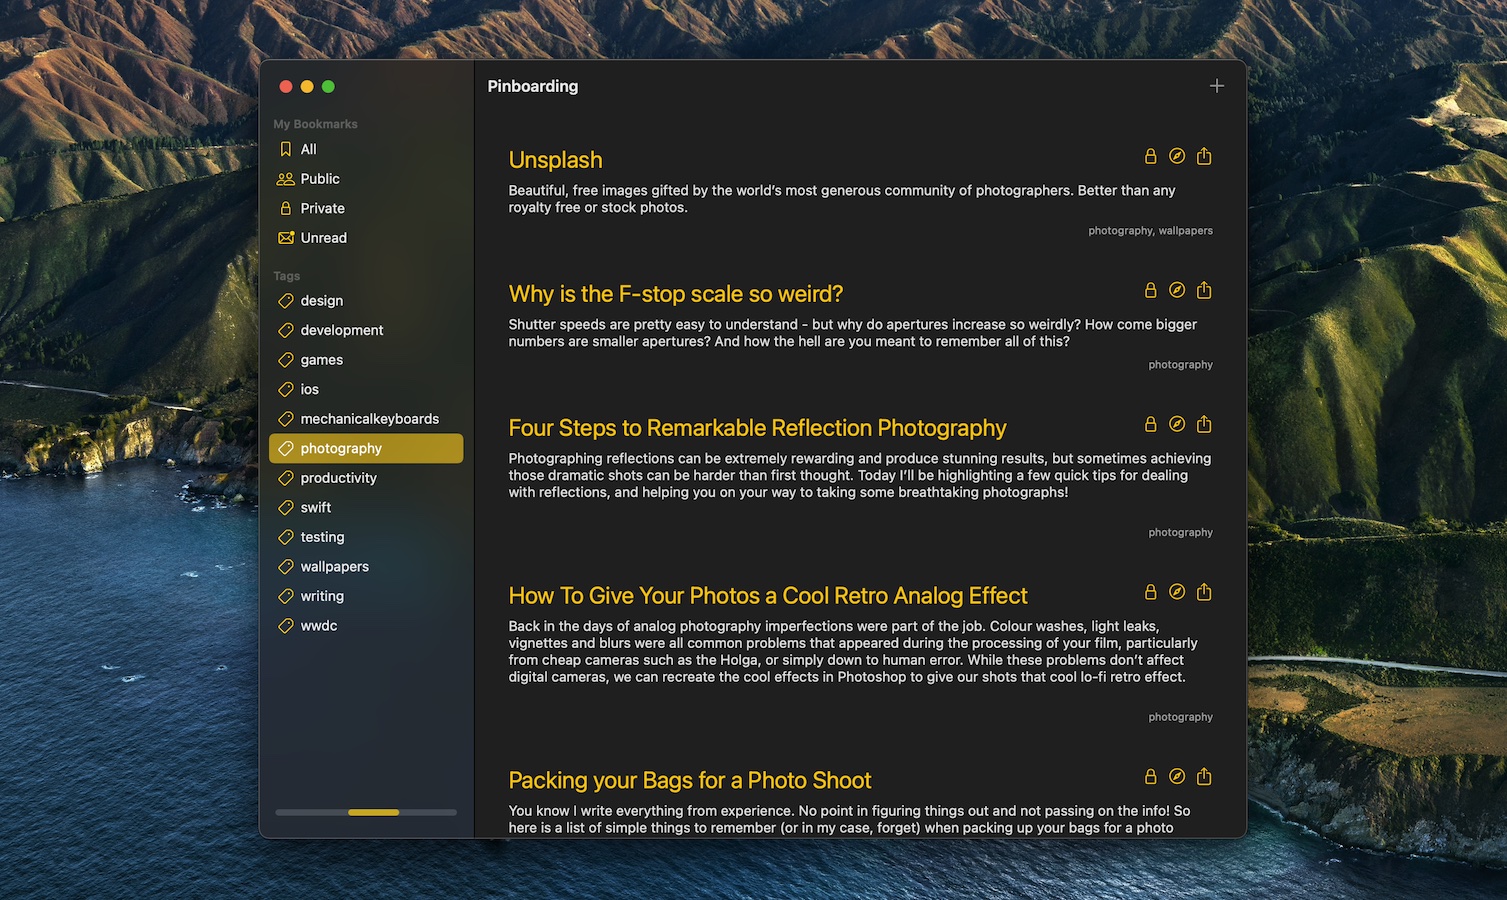 Pinboarding
My Bookmarks
All
Public
Private
Unread
Tags
design
development
games
ios
mechanicalkeyboards
photography
productivity
swift
testing
wallpapers
writing
wwdc
Unsplash
Beautiful, free images gifted by the world’s most generous community of photographers. Better than any
royalty free or stock photos.
photography, wallpapers
Why is the F-stop scale so weird?
Shutter speeds are pretty easy to understand - but why do apertures increase so weirdly? How come bigger
numbers are smaller apertures? And how the hell are you meant to remember all of this?
photography
Four Steps to Remarkable Reflection Photography
Photographing reflections can be extremely rewarding and produce stunning results, but sometimes achieving
those dramatic shots can be harder than first thought. Today I’ll be highlighting a few quick tips for dealing
with reflections, and helping you on your way to taking some breathtaking photographs!
photography
How To Give Your Photos a Cool Retro Analog Effect
Back in the days of analog photography imperfections were part of the job. Colour washes, light leaks,
vignettes and blurs were all common problems that appeared during the processing of your film, particularly
from cheap cameras such as the Holga, or simply down to human error. While these problems don’t affect
digital cameras, we can recreate the cool effects in Photoshop to give our shots that cool lo-fi retro effect.
photography
Packing your Bags for a Photo Shoot
You know I write everything from experience. No point in figuring things out and not passing on the info! So
here is a list of simple things to remember (or in my case, forget) when packing up your bags for a photo